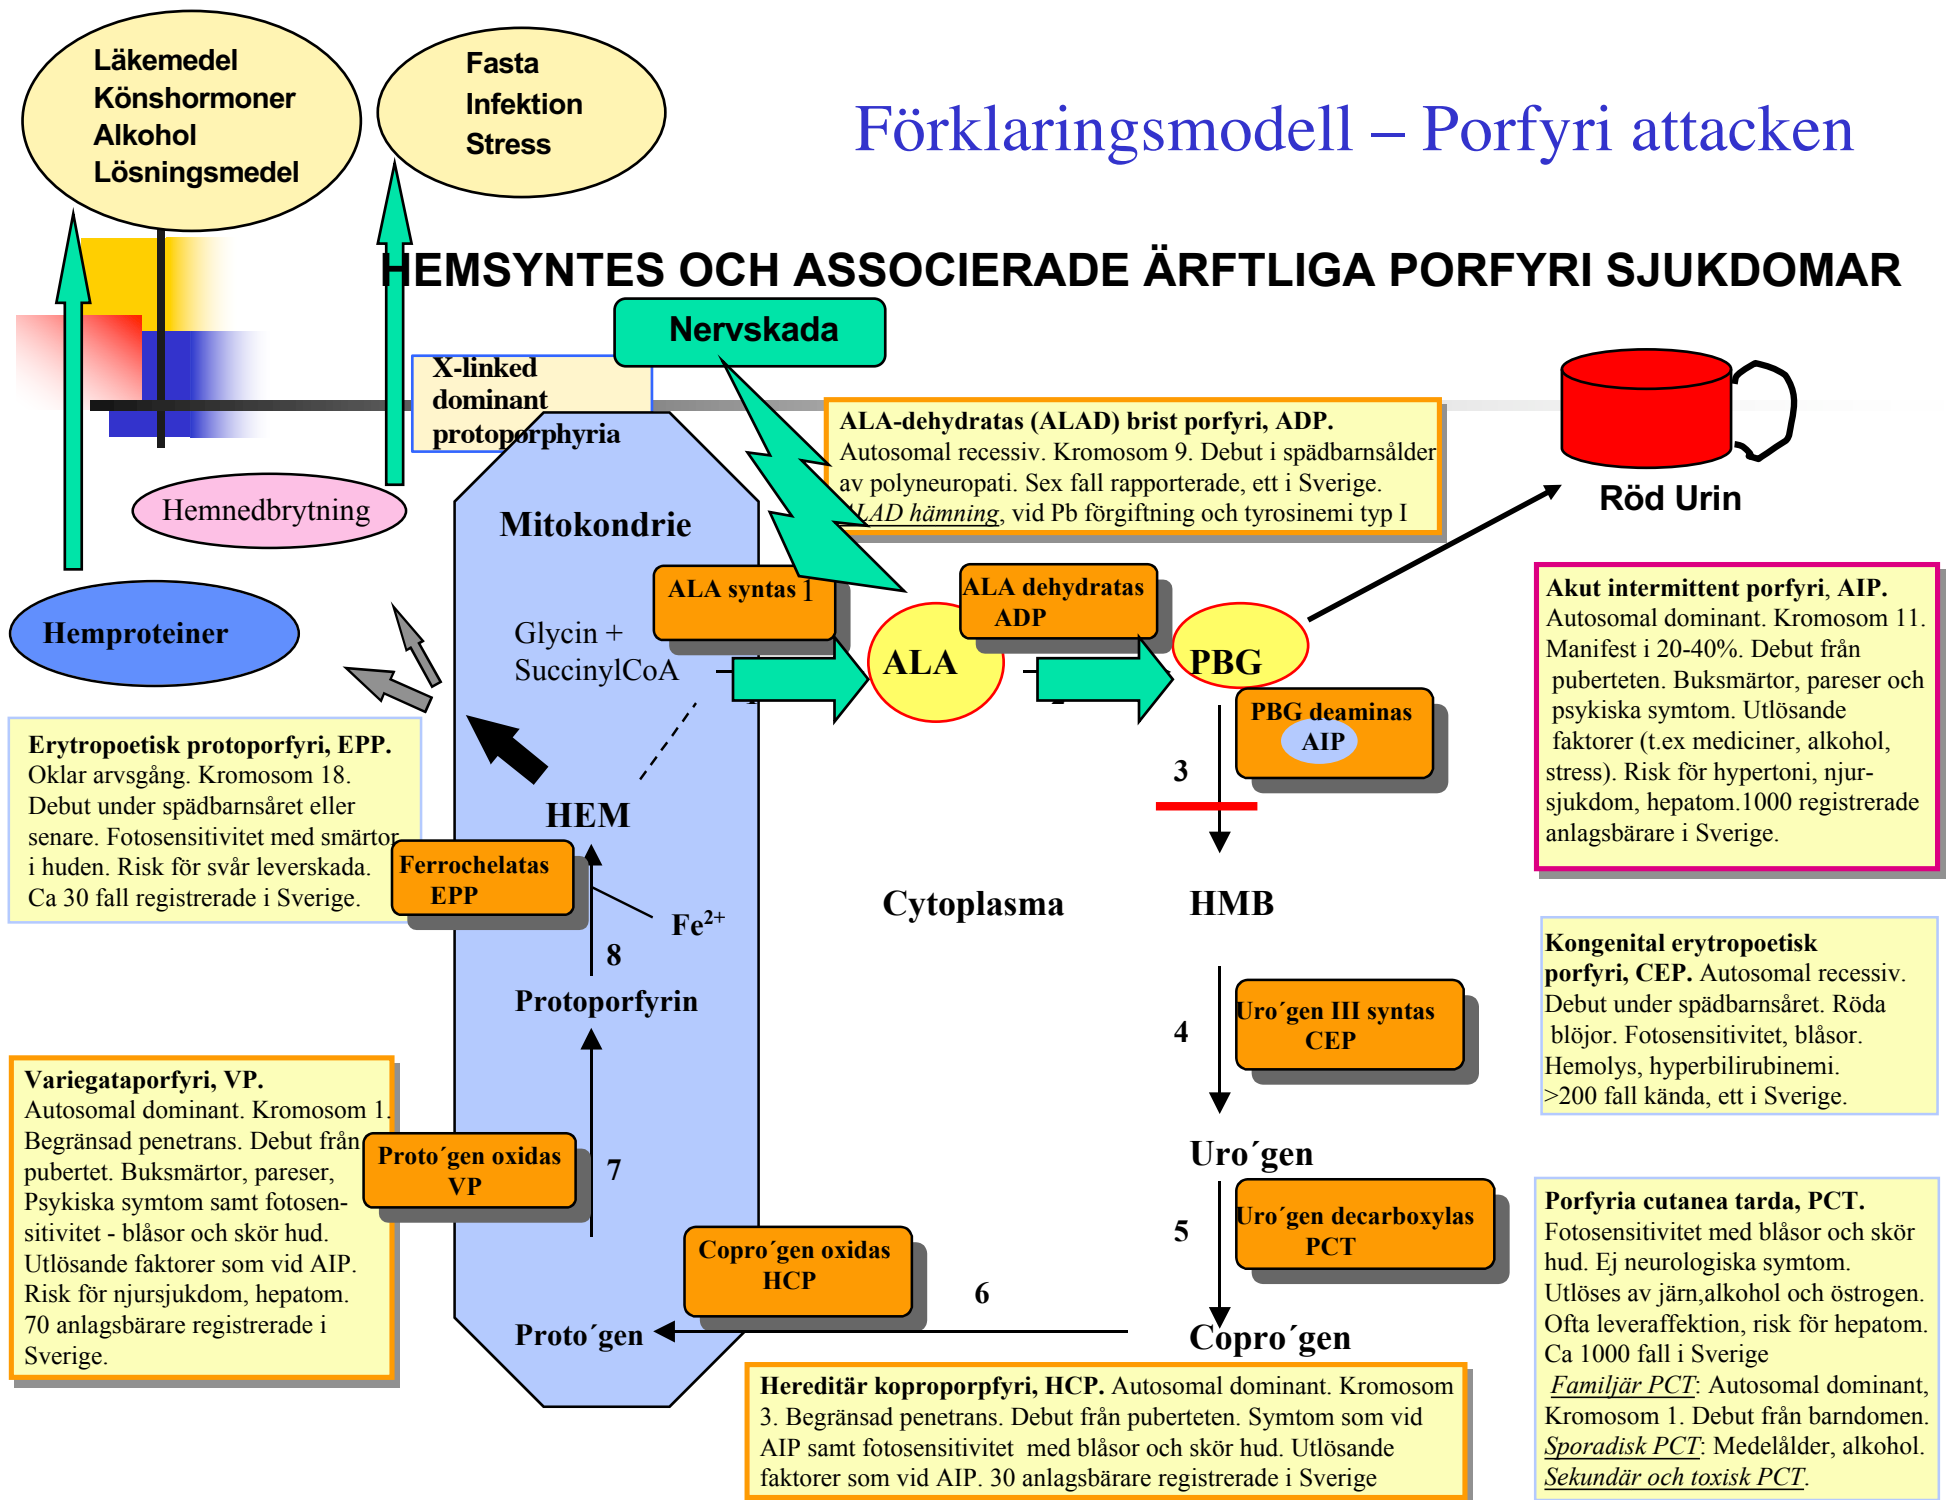 Läkemedel
Könshormoner
Alkohol
Lösningsmedel
Fasta
Infektion
Stress
Förklaringsmodell – Porfyri attacken
HEMSYNTES OCH ASSOCIERADE ÄRFTLIGA PORFYRI SJUKDOMAR
Nervskada
X-linked
dominant
protoporphyria
ALA-dehydratas (ALAD) brist porfyri, ADP.
Autosomal recessiv. Kromosom 9. Debut i spädbarnsålder
av polyneuropati. Sex fall rapporterade, ett i Sverige.
ALAD hämning, vid Pb förgiftning och tyrosinemi typ I
Röd Urin
Hemnedbrytning
Hemproteiner
Mitokondrie
ALA syntas 1
Glycin +
SuccinylCoA
ALA
ALA dehydratas
ADP
PBG
PBG deaminas
AIP
3
Akut intermittent porfyri, AIP.
Autosomal dominant. Kromosom 11.
Manifest i 20-40%. Debut från
puberteten. Buksmärtor, pareser och
psykiska symtom. Utlösande
faktorer (t.ex mediciner, alkohol,
stress). Risk för hypertoni, njur-
sjukdom, hepatom.1000 registrerade
anlagsbärare i Sverige.
Erytropoetisk protoporfyri, EPP.
Oklar arvsgång. Kromosom 18.
Debut under spädbarnsåret eller
senare. Fotosensitivitet med smärtor
i huden. Risk för svår leverskada.
Ca 30 fall registrerade i Sverige.
HEM
Ferrochelatas
EPP
Fe2+
8
Protoporfyrin
Cytoplasma
HMB
4
Uro´gen III syntas
CEP
Kongenital erytropoetisk
porfyri, CEP. Autosomal recessiv.
Debut under spädbarnsåret. Röda
blöjor. Fotosensitivitet, blåsor.
Hemolys, hyperbilirubinemi.
>200 fall kända, ett i Sverige.
Variegataporfyri, VP.
Autosomal dominant. Kromosom 1.
Begränsad penetrans. Debut från
pubertet. Buksmärtor, pareser,
Psykiska symtom samt fotosen-
sitivitet - blåsor och skör hud.
Utlösande faktorer som vid AIP.
Risk för njursjukdom, hepatom.
70 anlagsbärare registrerade i
Sverige.
Proto´gen oxidas
VP
7
Uro´gen
5
Uro´gen decarboxylas
PCT
Copro´gen oxidas
HCP
6
Proto´gen
Copro´gen
Porfyria cutanea tarda, PCT.
Fotosensitivitet med blåsor och skör
hud. Ej neurologiska symtom.
Utlöses av järn,alkohol och östrogen.
Ofta leveraffektion, risk för hepatom.
Ca 1000 fall i Sverige
Familjär PCT: Autosomal dominant,
Kromosom 1. Debut från barndomen.
Sporadisk PCT: Medelålder, alkohol.
Sekundär och toxisk PCT.
Hereditär koproporpfyri, HCP. Autosomal dominant. Kromosom
3. Begränsad penetrans. Debut från puberteten. Symtom som vid
AIP samt fotosensitivitet med blåsor och skör hud. Utlösande
faktorer som vid AIP. 30 anlagsbärare registrerade i Sverige